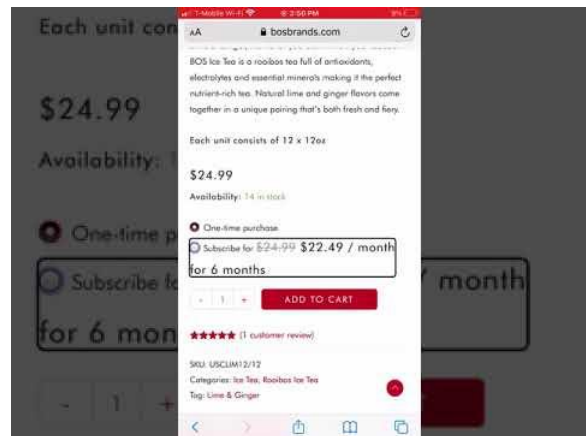 T-Mobile Wi-Fi 2:50 PM
AA bosbrands.com
BOS Ice Tea is a rooibos tea full of antioxidants,
electrolytes and essential minerals making it the perfect
nutrient-rich tea. Natural lime and ginger flavors come
together in a unique pairing that's both fresh and fiery.
Each unit consists of 12 x 12oz
$24.99
Availability: 14 in stock
One-time purchase
Subscribe for $24.99 $22.49 / month
for 6 months
- 1 + ADD TO CART
★★★★★ (1 customer review)
SKU: USCLIM12/12
Categories: Ice Tea, Rooibos Ice Tea
Tag: Lime & Ginger
Each unit con
$24.99
Availability:
One-time p
Subscribe fo
/ month
for 6 mon
- 1 +